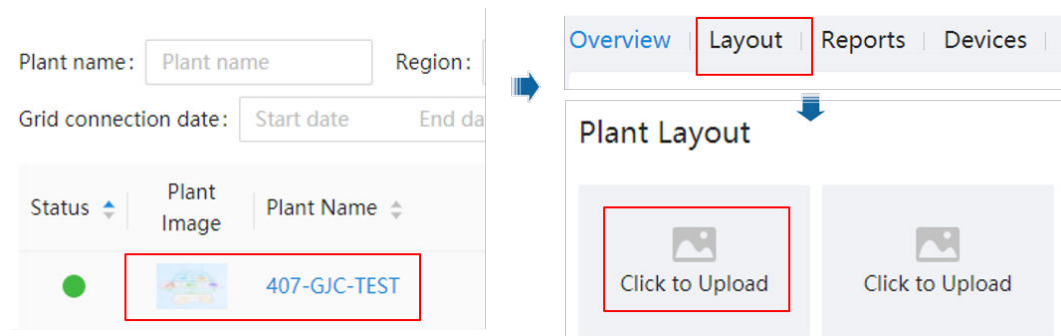 Plant name: Plant name Region:
Grid connection date: Start date End da
Status Plant Image Plant Name
407-GJC-TEST
Overview Layout Reports Devices
Plant Layout
Click to Upload Click to Upload